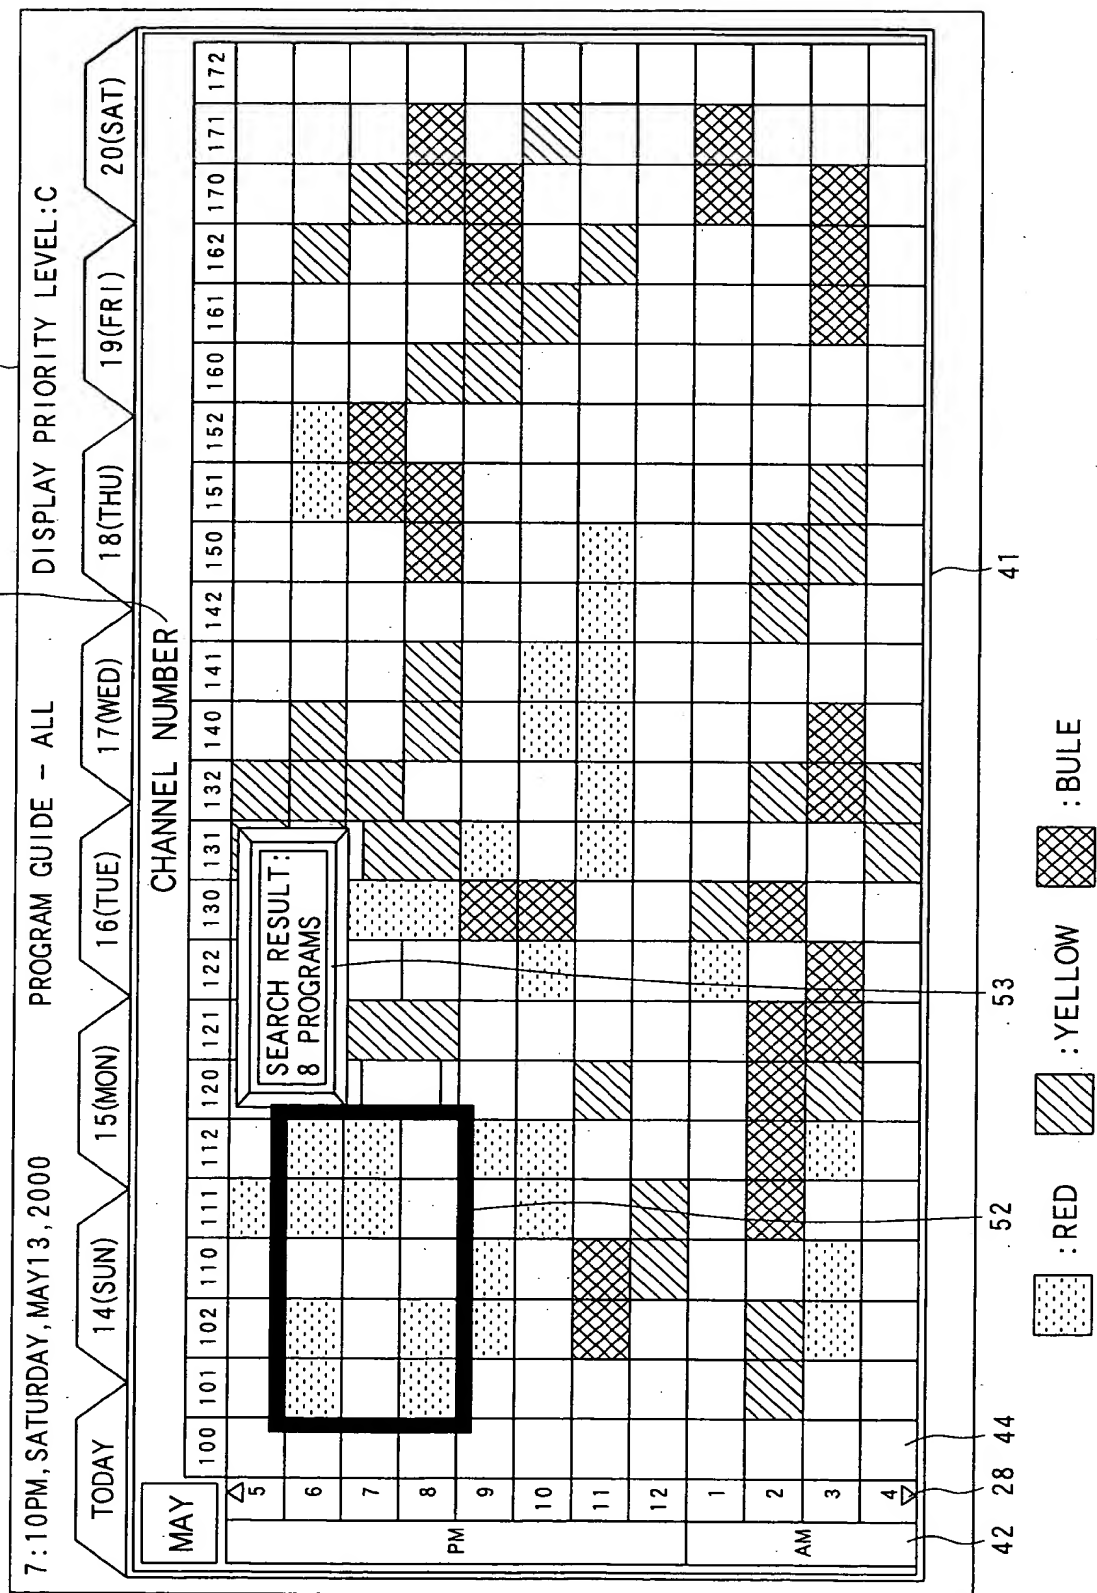 7:10PM,SATURDAY,MAY13,2000 PROGRAM GUIDE – ALL DISPLAY PRIORITY LEVEL:C
TODAY 14(SUN) 15(MON) 16(TUE) 17(WED) 18(THU) 19(FRI) 20(SAT)
MAY CHANNEL NUMBER
100 101 102 110 111 112 120 121 122 130 131 132 140 141 142 150 151 152 160 161 162 170 171 172
PM
5
6
7
8
9
10
11
12
AM
1
2
3
4
SEARCH RESULT:
8 PROGRAMS
42 28 44 52 53 41
:RED :YELLOW :BULE